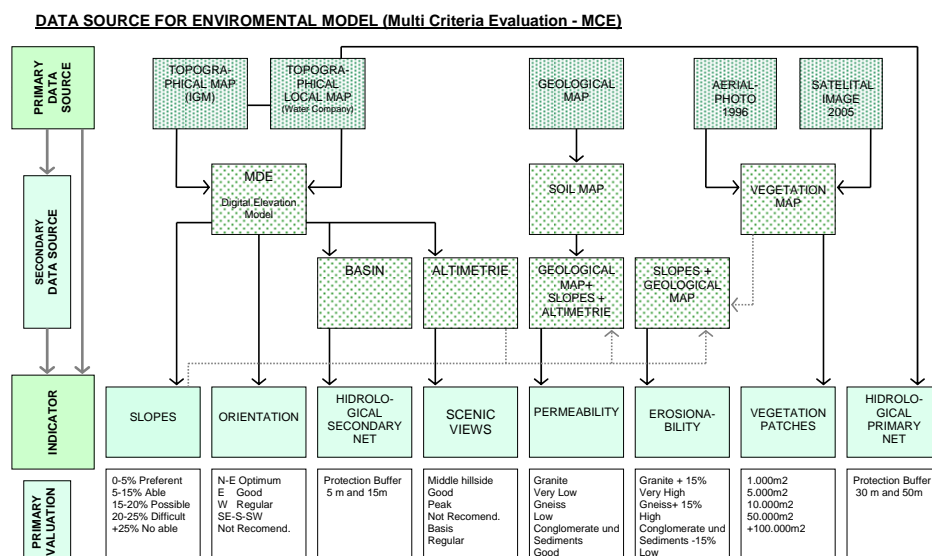 DATA SOURCE FOR ENVIROMENTAL MODEL (Multi Criteria Evaluation - MCE)
PRIMARY
DATA
SOURCE
TOPOGRA-
PHICAL MAP
(IGM)
TOPOGRA-
PHICAL
LOCAL MAP
(Water Company)
GEOLOGICAL
MAP
AERIAL-
PHOTO
1996
SATELITAL
IMAGE
2005
SECONDARY
DATA SOURCE
MDE
Digital Elevation
Model
SOIL MAP
VEGETATION
MAP
BASIN
ALTIMETRIE
GEOLOGICAL
MAP+
SLOPES +
ALTIMETRIE
SLOPES +
GEOLOGICAL
MAP
INDICATOR
SLOPES
ORIENTATION
HIDROLO-
GICAL
SECONDARY
NET
SCENIC
VIEWS
PERMEABILITY
EROSIONA-
BILITY
VEGETATION
PATCHES
HIDROLO-
GICAL
PRIMARY
NET
PRIMARY
VALUATION
0-5% Preferent
5-15% Able
15-20% Possible
20-25% Difficult
+25% No able
N-E Optimum
E Good
W Regular
SE-S-SW
Not Recomend.
Protection Buffer
5 m and 15m
Middle hillside
Good
Peak
Not Recomend.
Basis
Regular
Granite
Very Low
Gneiss
Low
Conglomerate und
Sediments
Good
Granite + 15%
Very High
Gneiss+ 15%
High
Conglomerate und
Sediments -15%
Low
1.000m2
5.000m2
10.000m2
50.000m2
+100.000m2
Protection Buffer
30 m and 50m